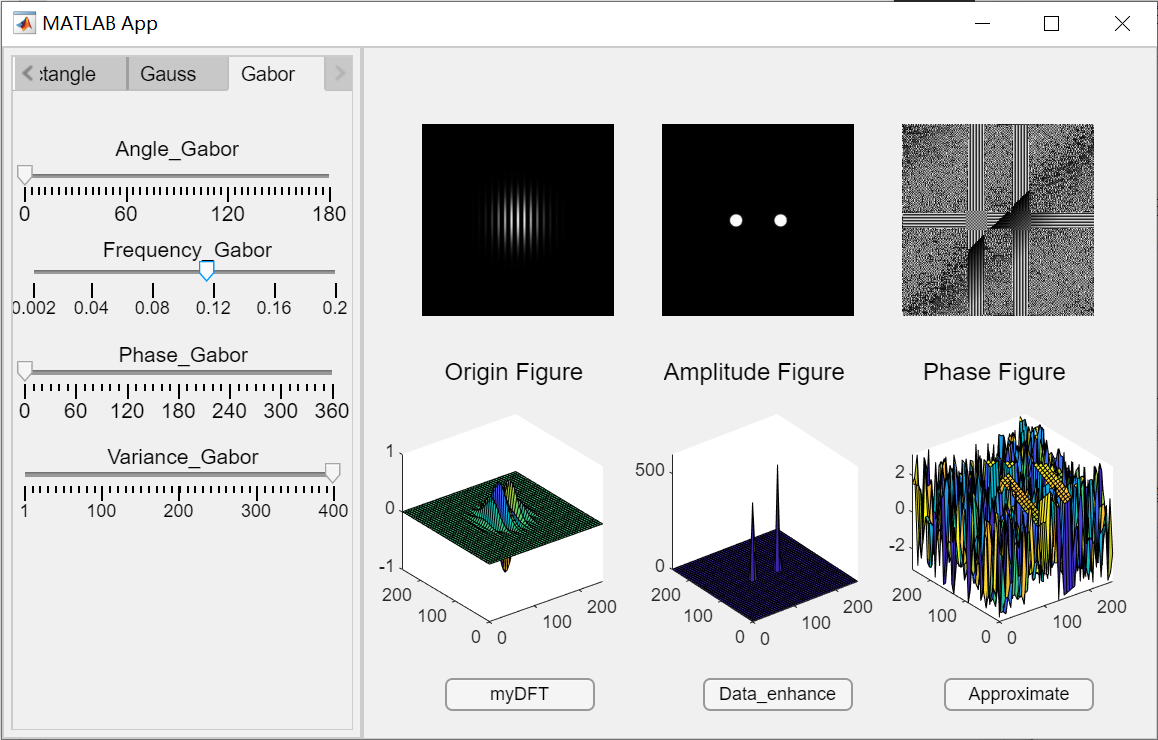 MATLAB App
:tangle Gauss Gabor
Angle_Gabor
0 60 120 180
Frequency_Gabor
0.002 0.04 0.08 0.12 0.16 0.2
Phase_Gabor
0 60 120 180 240 300 360
Variance_Gabor
1 100 200 300 400
Origin Figure
1
0
-1
200
100
0
0
100
200
Amplitude Figure
500
0
200
100
0
0
100
200
Phase Figure
2
0
-2
200
100
0
0
100
200
myDFT Data_enhance Approximate